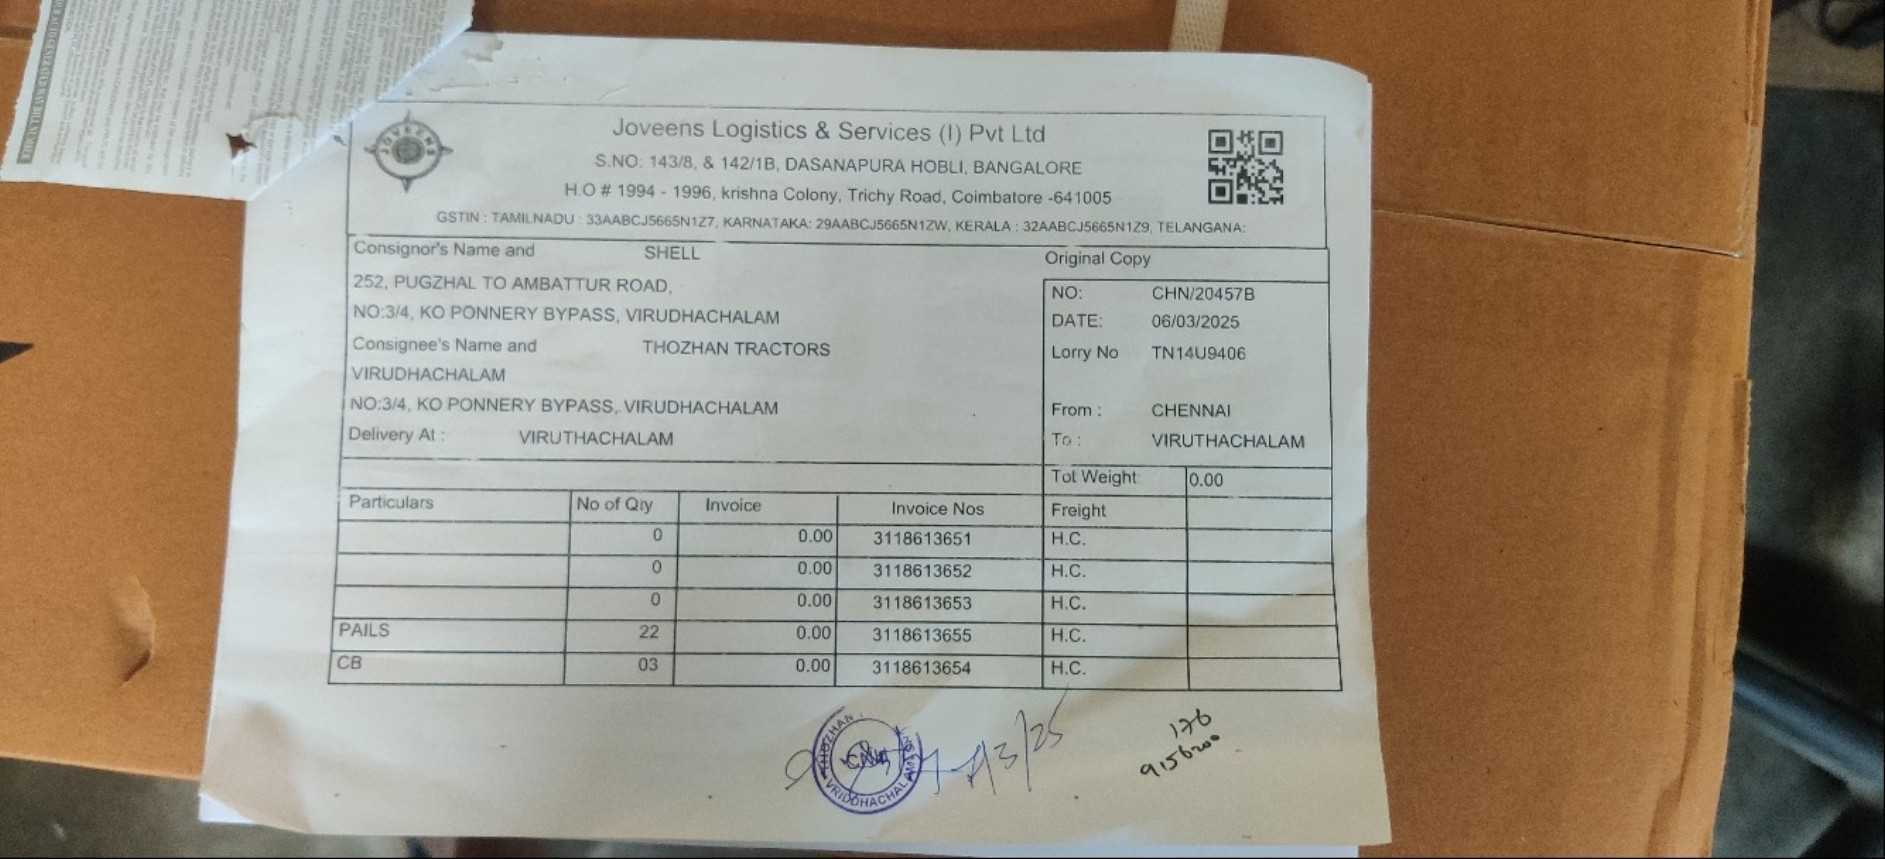 JOVEENS
Joveens Logistics & Services (I) Pvt Ltd
S.NO: 143/8, & 142/1B, DASANAPURA HOBLI, BANGALORE
H.O # 1994 - 1996, krishna Colony, Trichy Road, Coimbatore -641005
GSTIN : TAMILNADU : 33AABCJ5665N1Z7, KARNATAKA: 29AABCJ5665N1ZW, KERALA : 32AABCJ5665N1Z9, TELANGANA:
Consignor's Name and SHELL
252, PUGZHAL TO AMBATTUR ROAD,
NO:3/4, KO PONNERY BYPASS, VIRUDHACHALAM
Consignee's Name and THOZHAN TRACTORS
VIRUDHACHALAM
NO:3/4, KO PONNERY BYPASS, VIRUDHACHALAM
Delivery At : VIRUTHACHALAM
Original Copy
NO: CHN/20457B
DATE: 06/03/2025
Lorry No TN14U9406
From : CHENNAI
To : VIRUTHACHALAM
Tot Weight 0.00
Particulars No of Qty Invoice Invoice Nos Freight
0 0.00 3118613651 H.C.
0 0.00 3118613652 H.C.
0 0.00 3118613653 H.C.
PAILS 22 0.00 3118613655 H.C.
CB 03 0.00 3118613654 H.C.
THOZHAN
VRIDDHACHALAM
/3/25
176
9156200